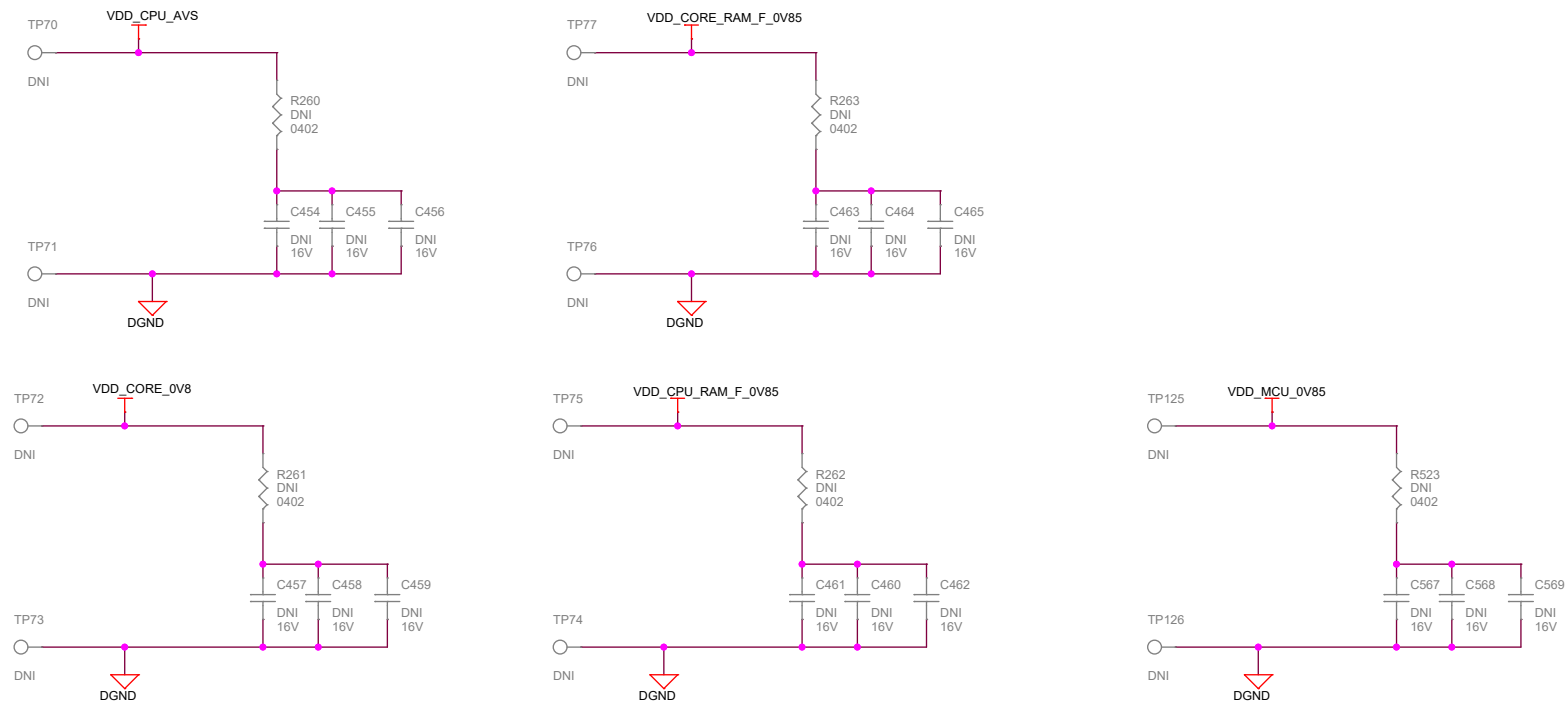 TP70
VDD_CPU_AVS
DNI
R260
DNI
0402
C454
DNI
16V
C455
DNI
16V
C456
DNI
16V
TP71
DNI
DGND
TP77
VDD_CORE_RAM_F_0V85
DNI
R263
DNI
0402
C463
DNI
16V
C464
DNI
16V
C465
DNI
16V
TP76
DNI
DGND
TP72
VDD_CORE_0V8
DNI
R261
DNI
0402
C457
DNI
16V
C458
DNI
16V
C459
DNI
16V
TP73
DNI
DGND
TP75
VDD_CPU_RAM_F_0V85
DNI
R262
DNI
0402
C461
DNI
16V
C460
DNI
16V
C462
DNI
16V
TP74
DNI
DGND
TP125
VDD_MCU_0V85
DNI
R523
DNI
0402
C567
DNI
16V
C568
DNI
16V
C569
DNI
16V
TP126
DNI
DGND